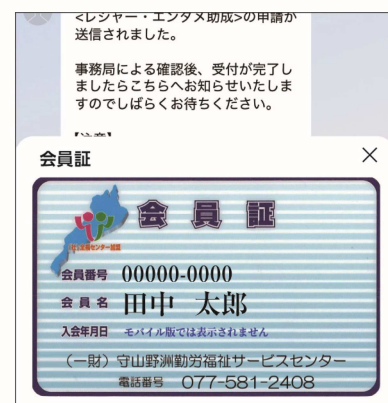 <レジャー・エンタメ助成>の申請が
送信されました。
事務局による確認後、受付が完了し
ましたらこちらへお知らせいたしま
すのでしばらくお待ちください。
会員証
会員証
会員番号 00000-0000
会員名 田中 太郎
入会年月日 モバイル版では表示されません
(一財) 守山野洲勤労福祉サービスセンター
電話番号 077-581-2408